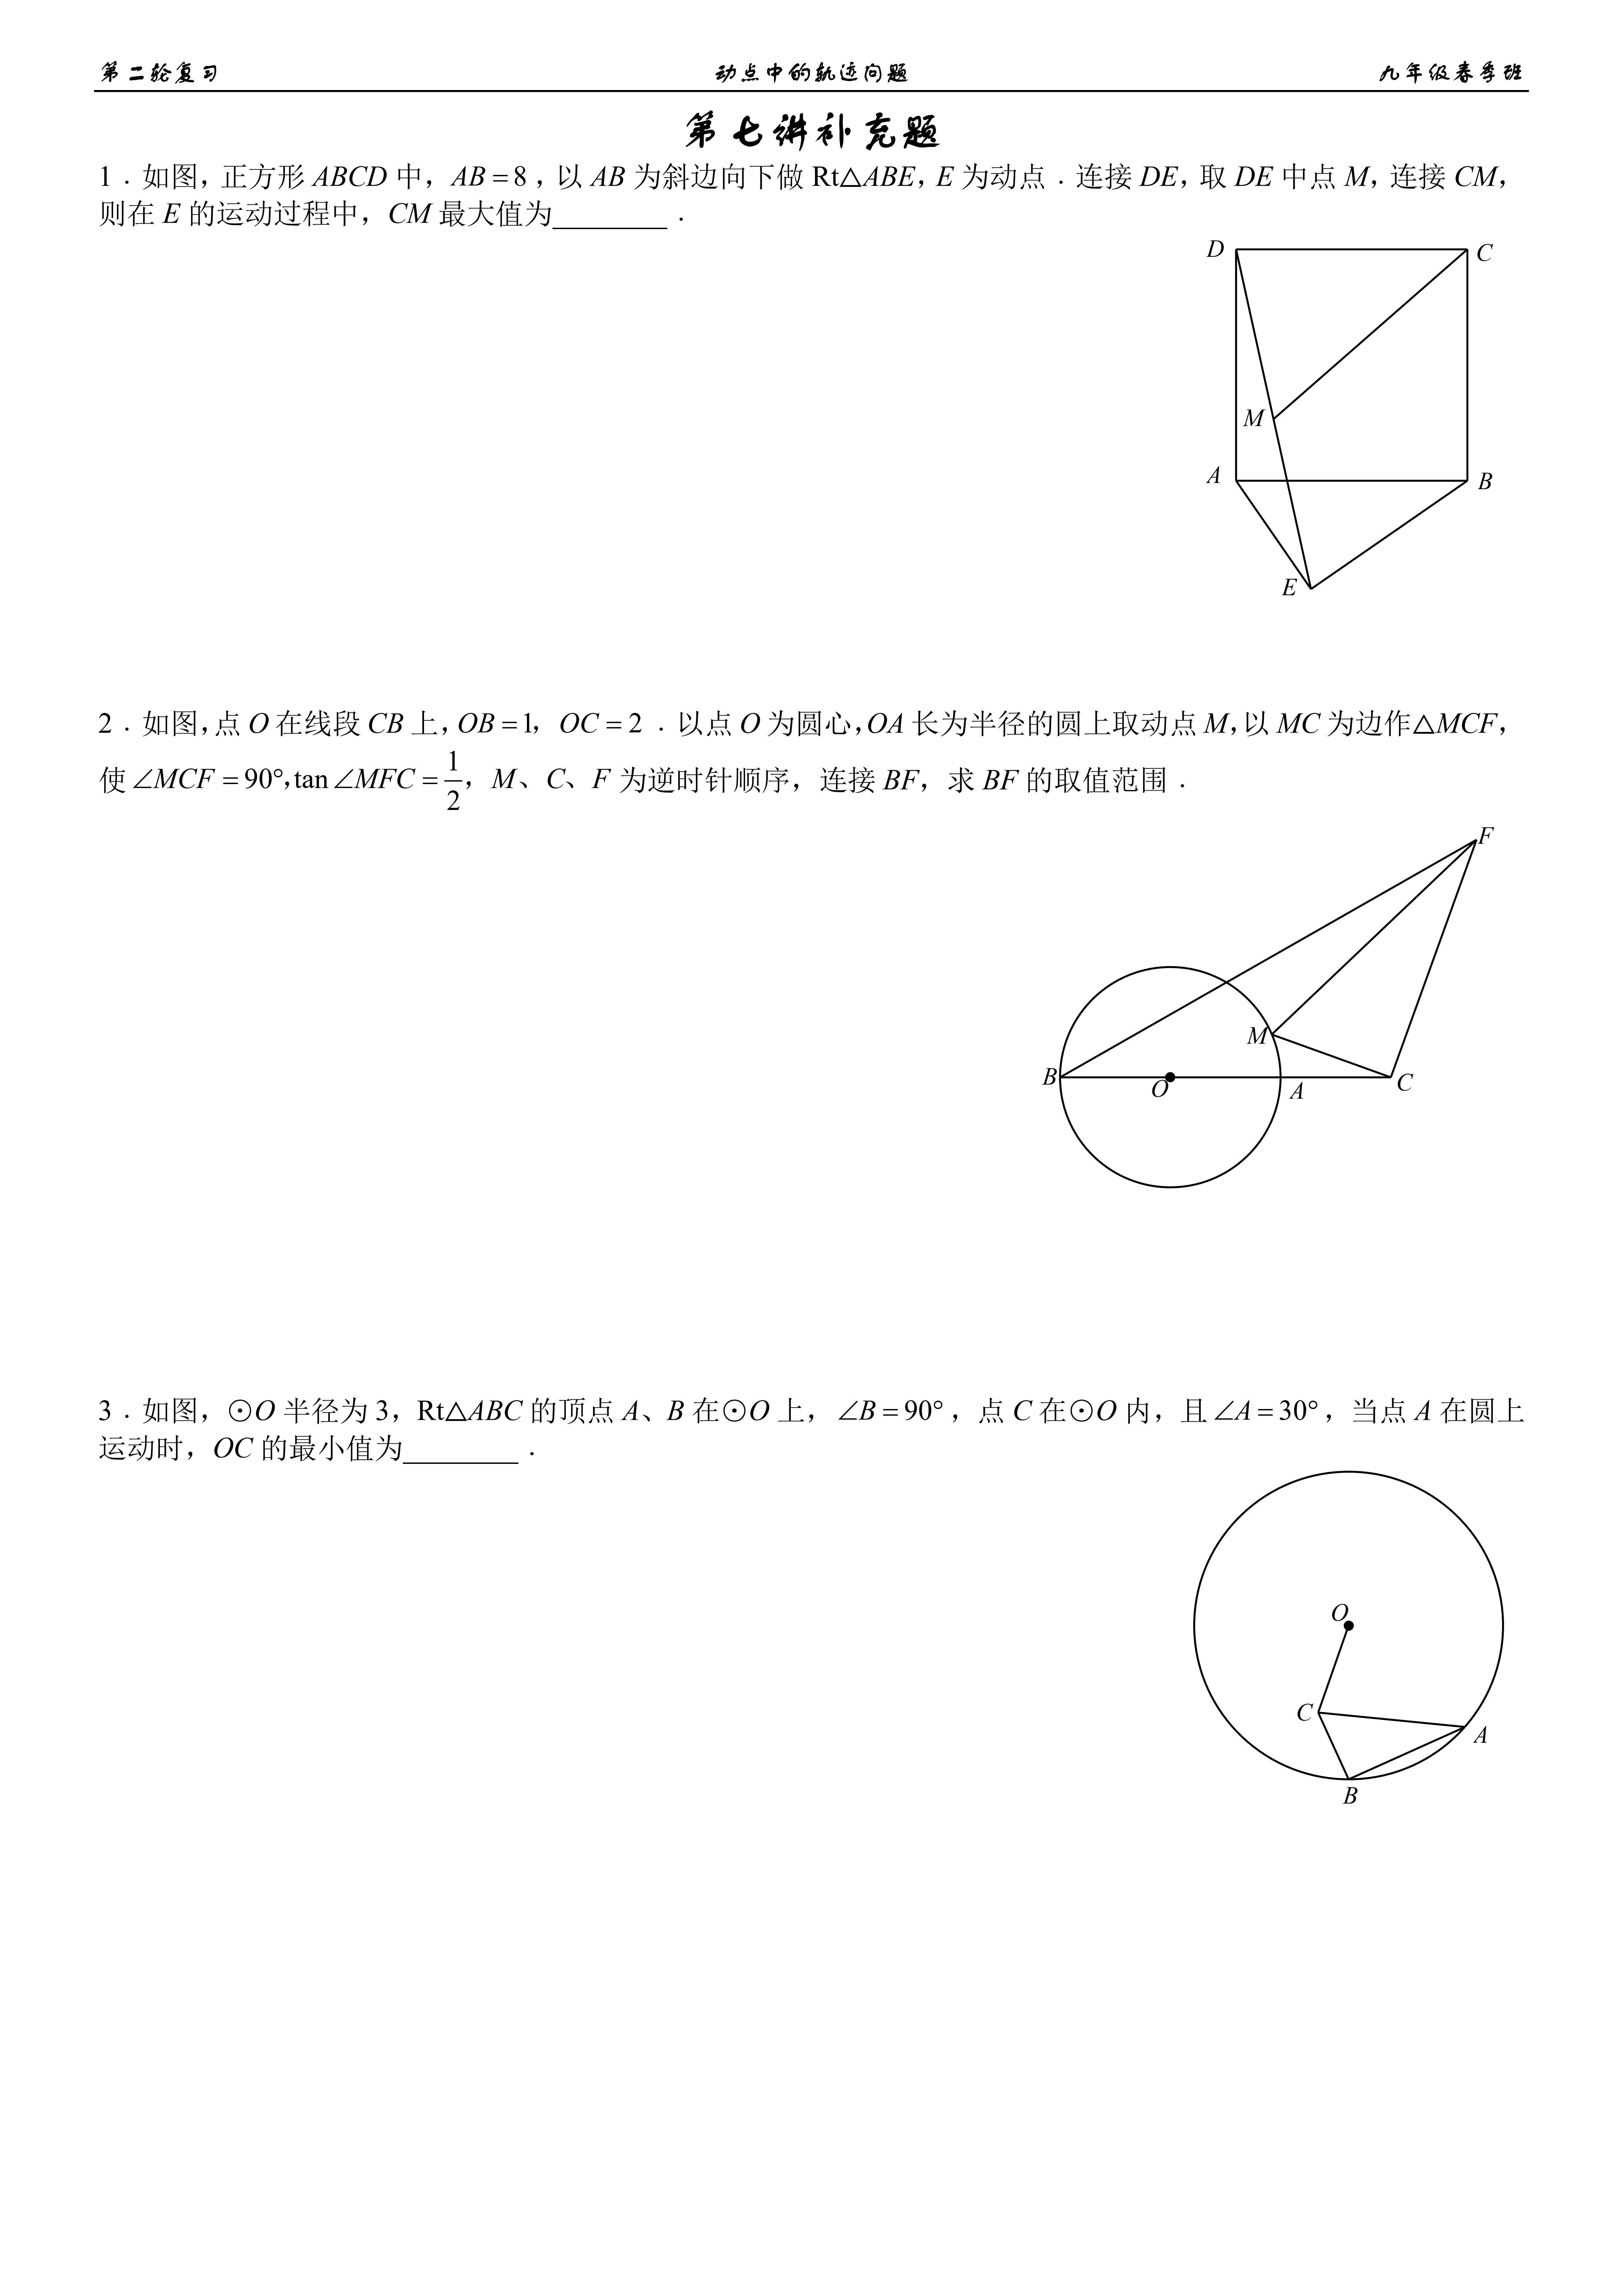 第二轮复习 动点中的轨迹问题 九年级春季班
第七讲补充题
1．如图，正方形 ABCD 中，AB = 8，以 AB 为斜边向下做 Rt△ABE，E 为动点．连接 DE，取 DE 中点 M，连接 CM，
则在 E 的运动过程中，CM 最大值为________．
D
C
M
A
B
E
2．如图，点 O 在线段 CB 上，OB = 1，OC = 2．以点 O 为圆心，OA 长为半径的圆上取动点 M，以 MC 为边作△MCF，
使 ∠MCF = 90°，tan ∠MFC = 1/2，M、C、F 为逆时针顺序，连接 BF，求 BF 的取值范围．
F
M
B
O
A
C
3．如图，⊙O 半径为 3，Rt△ABC 的顶点 A、B 在⊙O 上，∠B = 90°，点 C 在⊙O 内，且 ∠A = 30°，当点 A 在圆上
运动时，OC 的最小值为________．
O
C
A
B